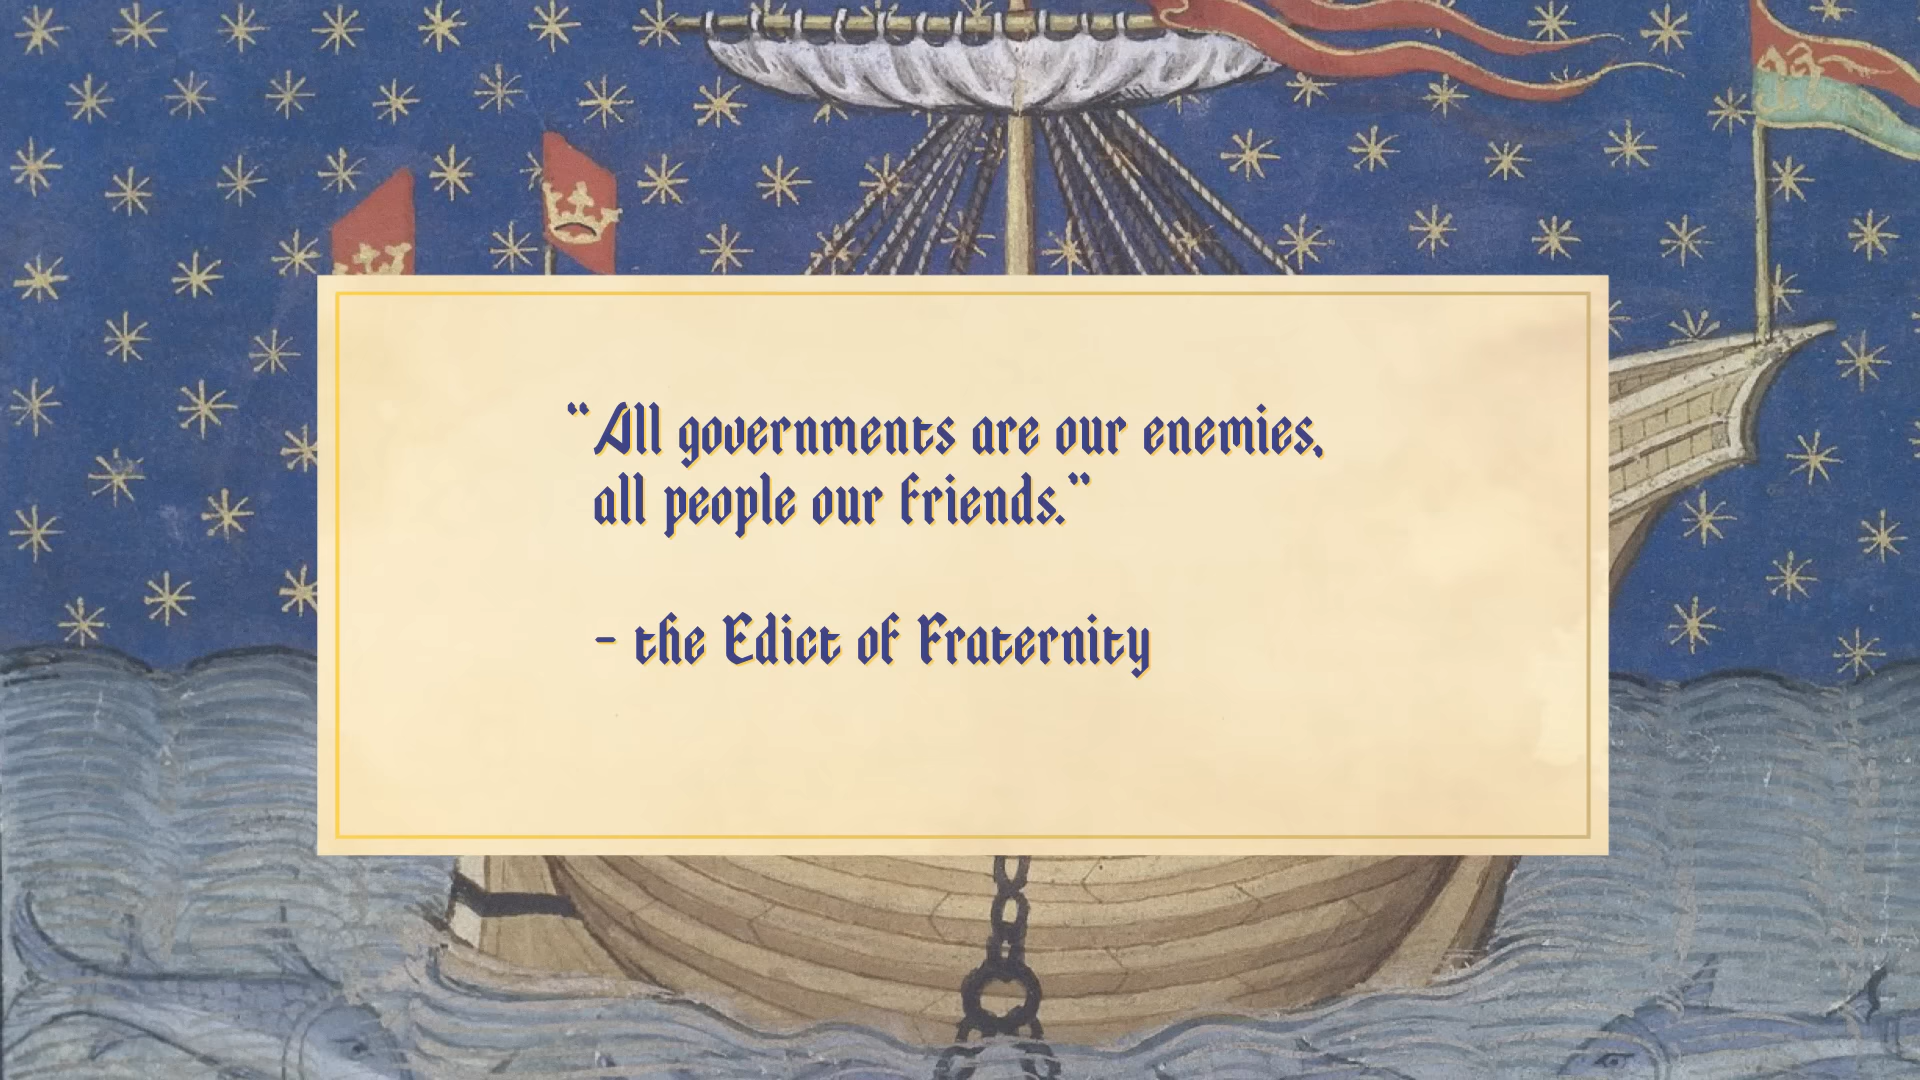 “All governments are our enemies,
all people our friends.”
- the Edict of Fraternity